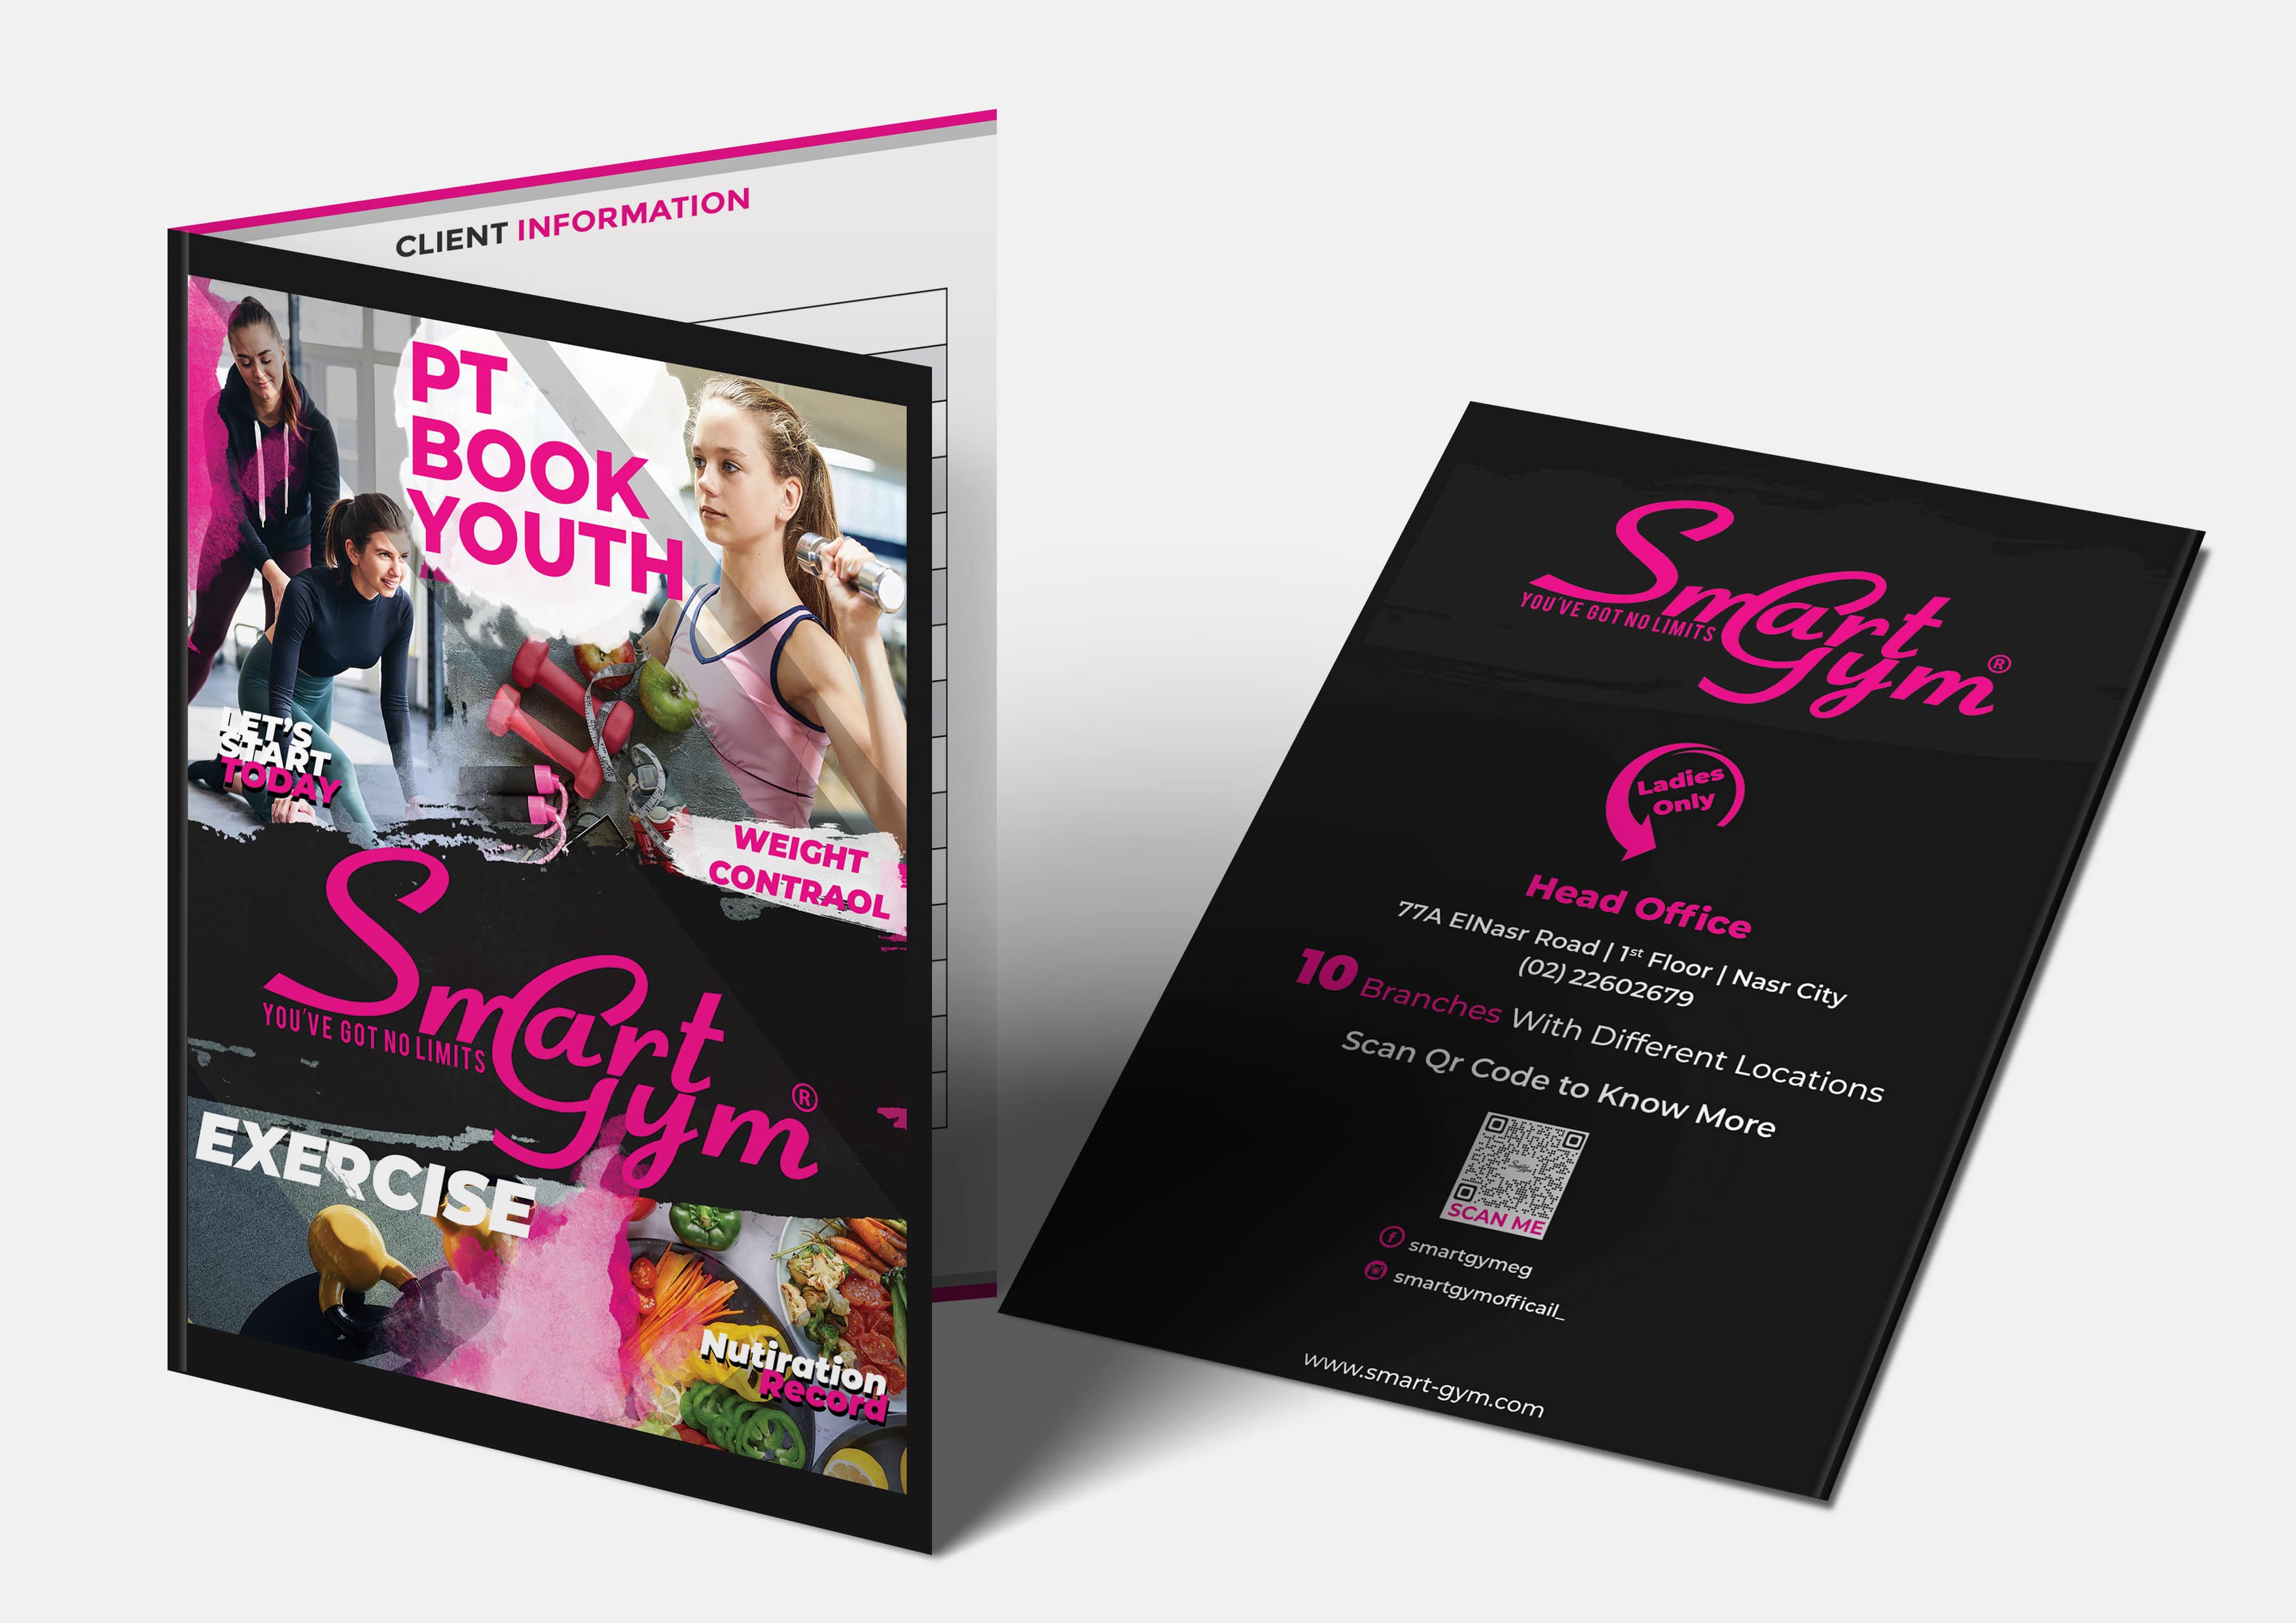 CLIENT INFORMATION
PT
BOOK
YOUTH
LET'S
START
TODAY
WEIGHT
CONTRAOL
Smart
YOU'VE GOT NO LIMITS
gym®
EXERCISE
Nutiration
Record
Smart
YOU'VE GOT NO LIMITS
gym®
Ladies
Only
Head Office
77A ElNasr Road | 1st Floor | Nasr City
(02) 22602679
10 Branches With Different Locations
Scan Qr Code to Know More
SCAN ME
smartgymeg
smartgymofficail_
www.smart-gym.com